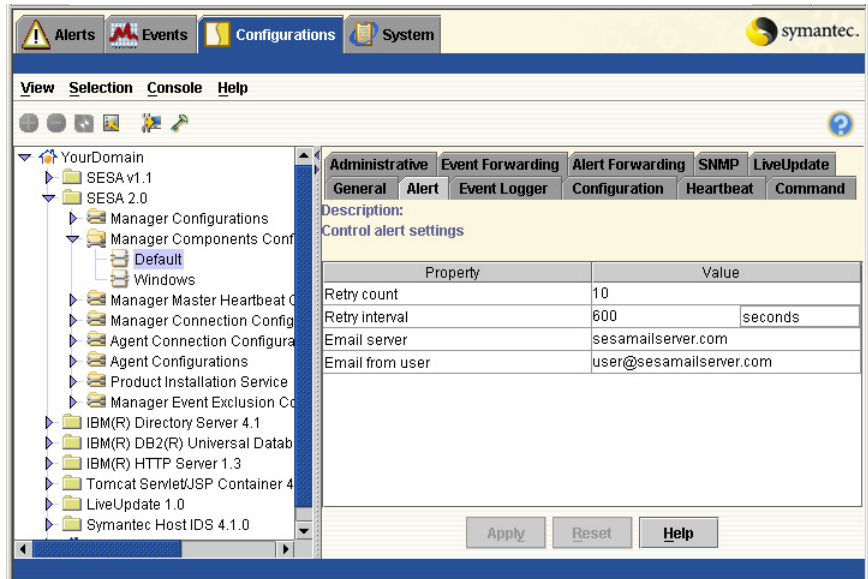 Alerts Events Configurations System symantec.
View Selection Console Help
YourDomain
SESA v1.1
SESA 2.0
Manager Configurations
Manager Components Conf
Default
Windows
Manager Master Heartbeat C
Manager Connection Config
Agent Connection Configura
Agent Configurations
Product Installation Service
Manager Event Exclusion Co
IBM(R) Directory Server 4.1
IBM(R) DB2(R) Universal Datab
IBM(R) HTTP Server 1.3
Tomcat Servlet/JSP Container 4
LiveUpdate 1.0
Symantec Host IDS 4.1.0
Administrative Event Forwarding Alert Forwarding SNMP LiveUpdate
General Alert Event Logger Configuration Heartbeat Command
Description:
Control alert settings
Property Value
Retry count 10
Retry interval 600 seconds
Email server sesamailserver.com
Email from user user@sesamailserver.com
Apply Reset Help